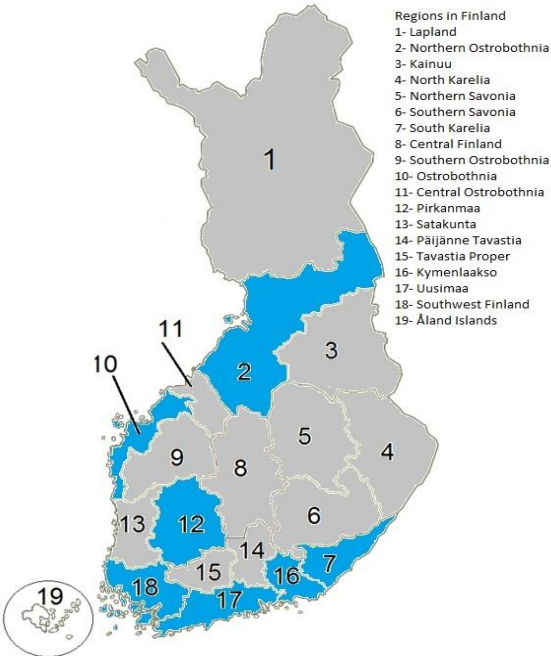 Regions in Finland
1- Lapland
2- Northern Ostrobothnia
3- Kainuu
4- North Karelia
5- Northern Savonia
6- Southern Savonia
7- South Karelia
8- Central Finland
9- Southern Ostrobothnia
10- Ostrobothnia
11- Central Ostrobothnia
12- Pirkanmaa
13- Satakunta
14- Päijänne Tavastia
15- Tavastia Proper
16- Kymenlaakso
17- Uusimaa
18- Southwest Finland
19- Åland Islands
1
11
3
10
2
5
4
9
8
13
12
6
14
7
15
16
18
17
19